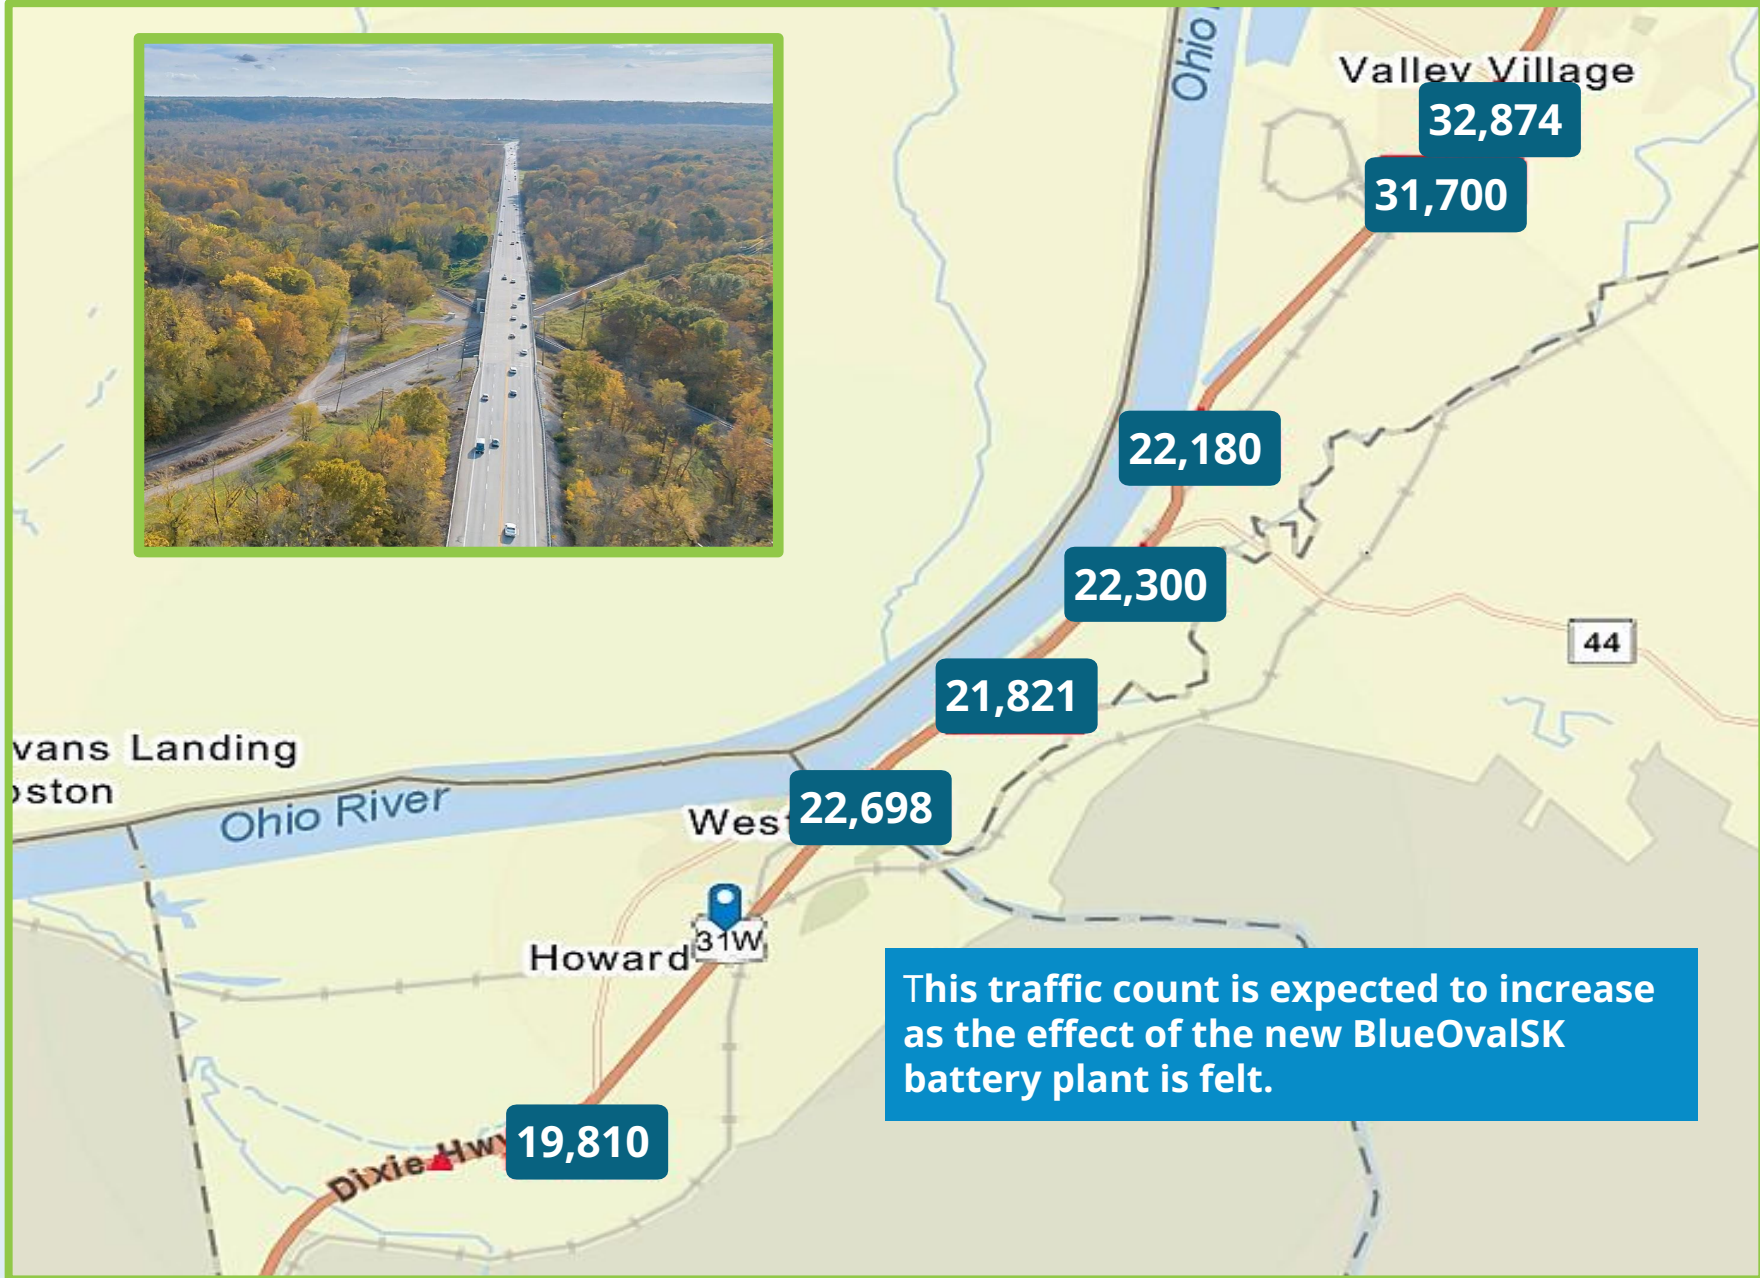 Ohio
Valley Village
32,874
31,700
22,180
22,300
44
21,821
vans Landing
ston
Ohio River
22,698
Wes
31W
Howard
This traffic count is expected to increase
as the effect of the new BlueOvalSK
battery plant is felt.
Dixie Hwy
19,810